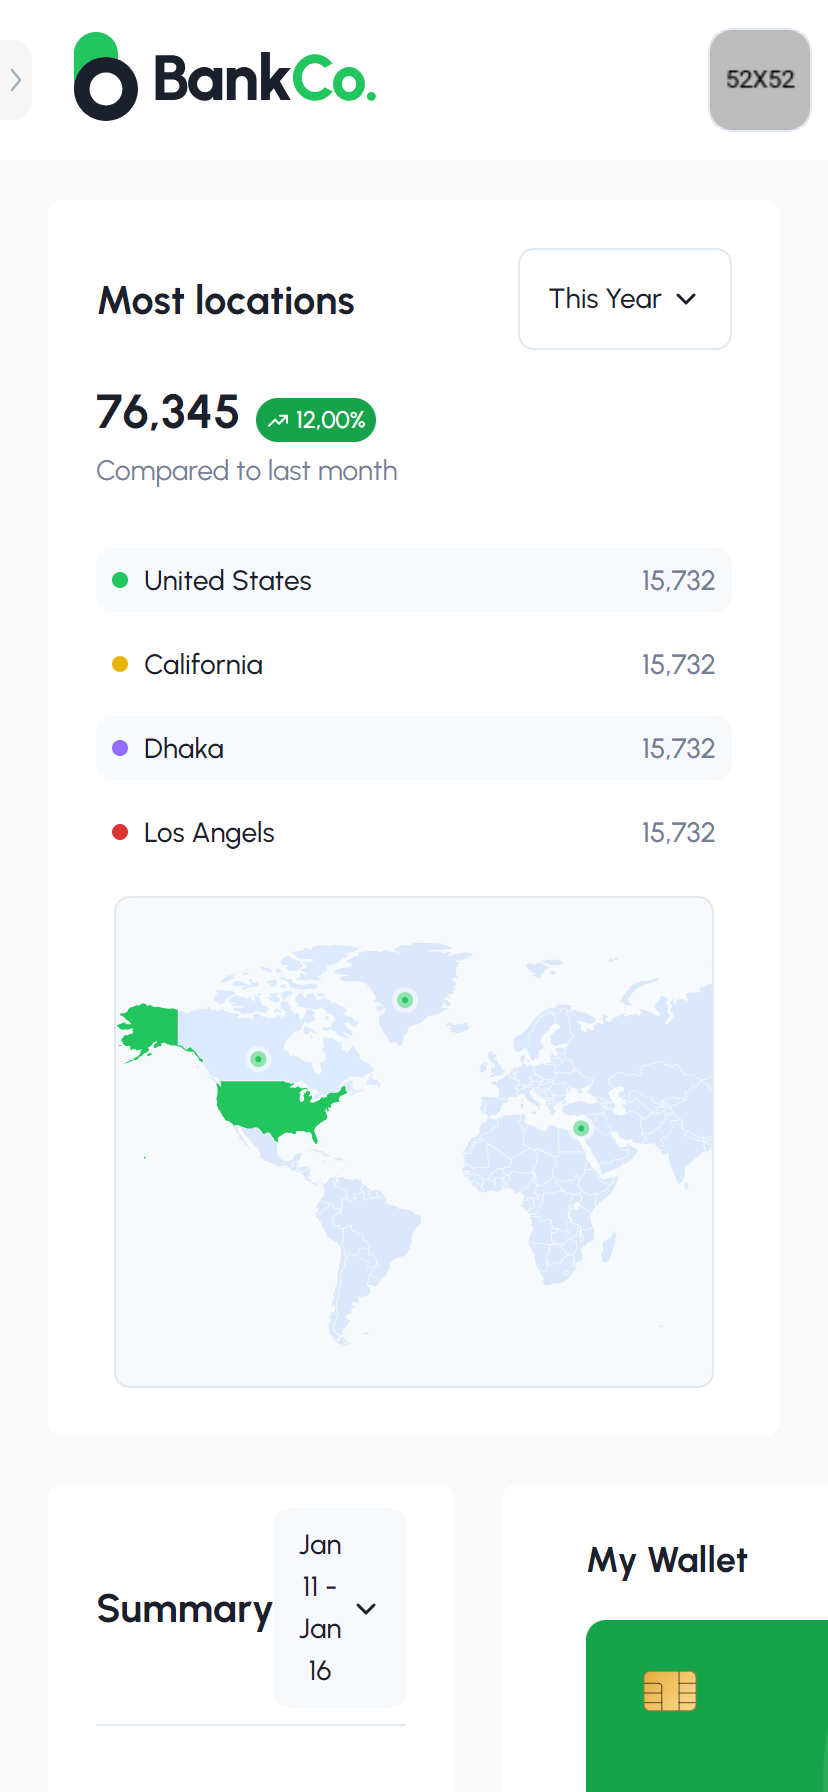 BankCo.
52X52
Most locations
This Year
76,345
12,00%
Compared to last month
United States 15,732
California 15,732
Dhaka 15,732
Los Angels 15,732
Summary
Jan
11 -
Jan
16
My Wallet